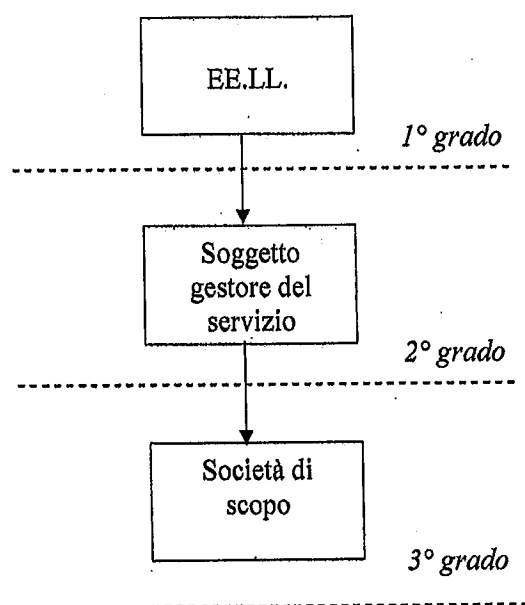 EE.LL.
1° grado
Soggetto
gestore del
servizio
2° grado
Società di
scopo
3° grado